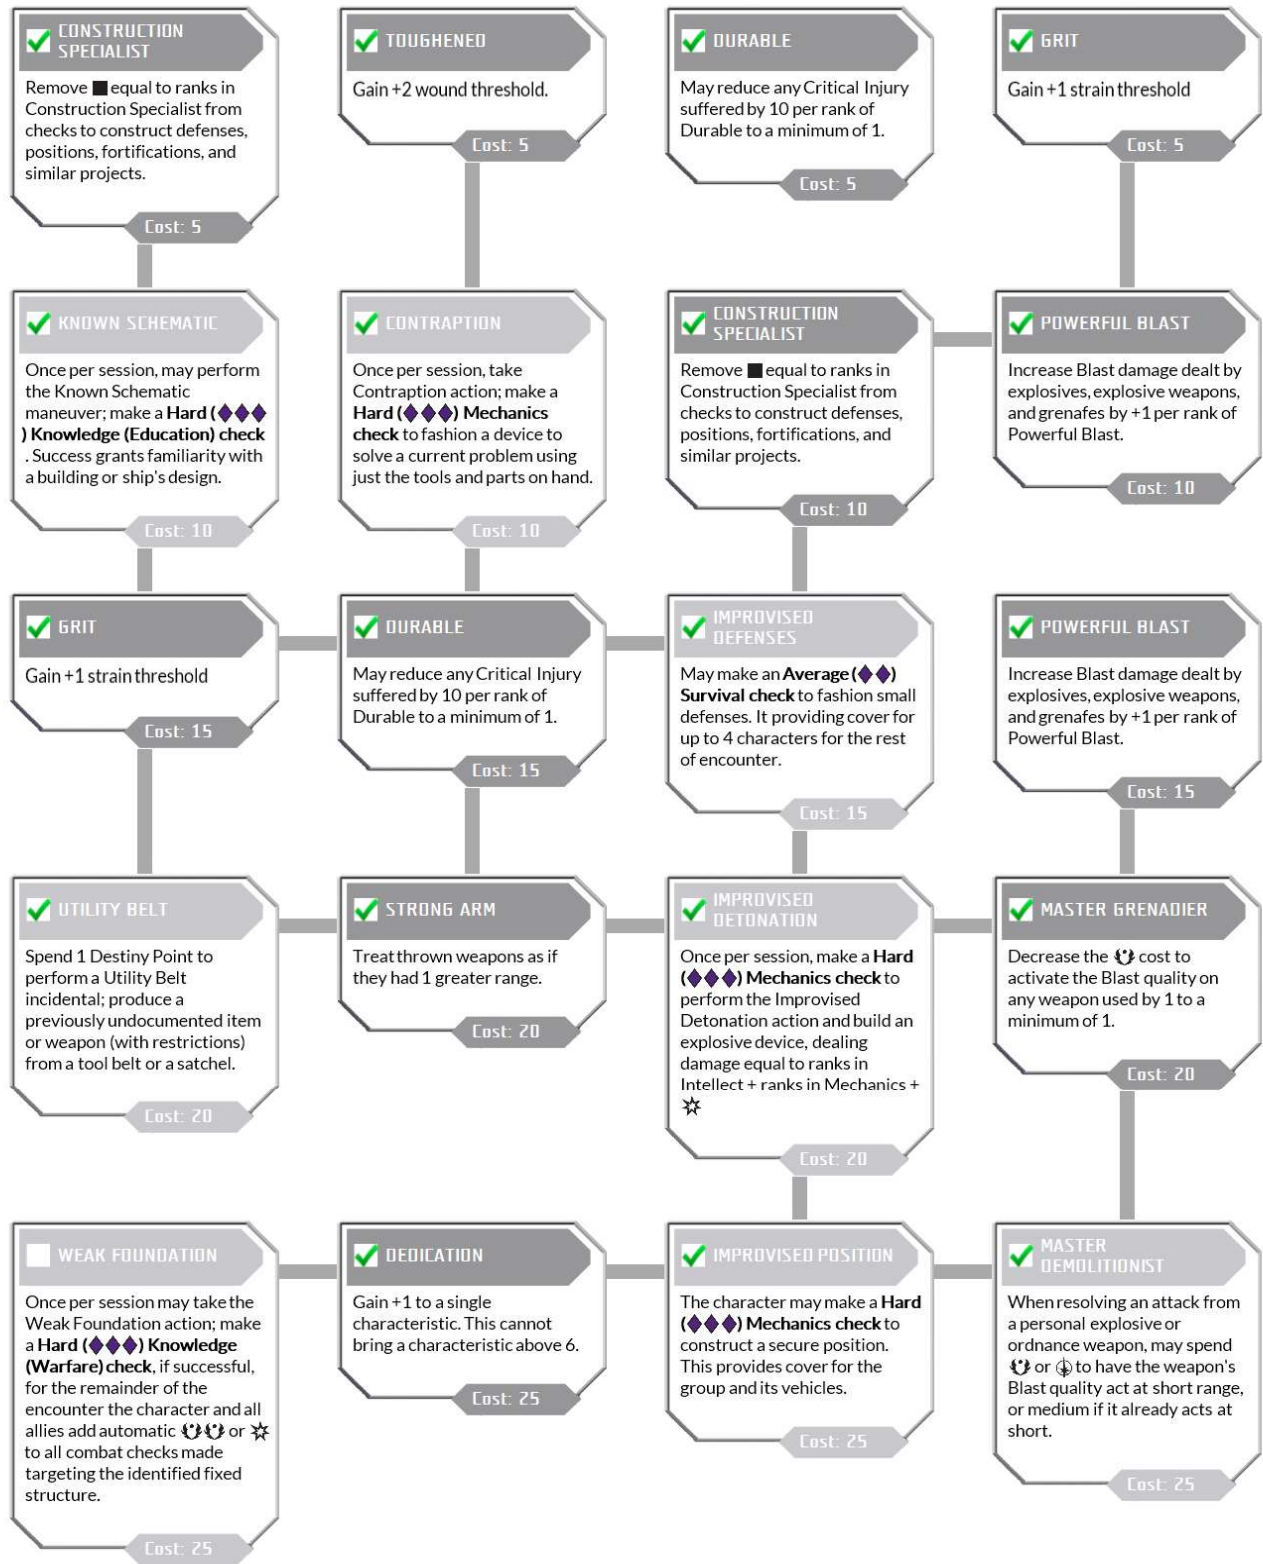 CONSTRUCTION
SPECIALIST
Remove equal to ranks in
Construction Specialist from
checks to construct defenses,
positions, fortifications, and
similar projects.
Cost: 5
TOUGHENED
Gain +2 wound threshold.
Cost: 5
DURABLE
May reduce any Critical Injury
suffered by 10 per rank of
Durable to a minimum of 1.
Cost: 5
GRIT
Gain +1 strain threshold
Cost: 5
KNOWN SCHEMATIC
Once per session, may perform
the Known Schematic
maneuver; make a Hard (
) Knowledge (Education) check
. Success grants familiarity with
a building or ship's design.
Cost: 10
CONTRAPTION
Once per session, take
Contraption action; make a
Hard ( ) Mechanics
check to fashion a device to
solve a current problem using
just the tools and parts on hand.
Cost: 10
CONSTRUCTION
SPECIALIST
Remove equal to ranks in
Construction Specialist from
checks to construct defenses,
positions, fortifications, and
similar projects.
Cost: 10
POWERFUL BLAST
Increase Blast damage dealt by
explosives, explosive weapons,
and grenafes by +1 per rank of
Powerful Blast.
Cost: 10
GRIT
Gain +1 strain threshold
Cost: 15
DURABLE
May reduce any Critical Injury
suffered by 10 per rank of
Durable to a minimum of 1.
Cost: 15
IMPROVISED
DEFENSES
May make an Average ( )
Survival check to fashion small
defenses. It providing cover for
up to 4 characters for the rest
of encounter.
Cost: 15
POWERFUL BLAST
Increase Blast damage dealt by
explosives, explosive weapons,
and grenafes by +1 per rank of
Powerful Blast.
Cost: 15
UTILITY BELT
Spend 1 Destiny Point to
perform a Utility Belt
incidental; produce a
previously undocumented item
or weapon (with restrictions)
from a tool belt or a satchel.
Cost: 20
STRONG ARM
Treat thrown weapons as if
they had 1 greater range.
Cost: 20
IMPROVISED
DETONATION
Once per session, make a Hard
( ) Mechanics check to
perform the Improvised
Detonation action and build an
explosive device, dealing
damage equal to ranks in
Intellect + ranks in Mechanics +
Cost: 20
MASTER GRENADIER
Decrease the cost to
activate the Blast quality on
any weapon used by 1 to a
minimum of 1.
Cost: 20
WEAK FOUNDATION
Once per session may take the
Weak Foundation action; make
a Hard ( ) Knowledge
(Warfare) check, if successful,
for the remainder of the
encounter the character and all
allies add automatic or
to all combat checks made
targeting the identified fixed
structure.
Cost: 25
DEDICATION
Gain +1 to a single
characteristic. This cannot
bring a characteristic above 6.
Cost: 25
IMPROVISED POSITION
The character may make a Hard
( ) Mechanics check to
construct a secure position.
This provides cover for the
group and its vehicles.
Cost: 25
MASTER
DEMOLITIONIST
When resolving an attack from
a personal explosive or
ordnance weapon, may spend
or to have the weapon's
Blast quality act at short range,
or medium if it already acts at
short.
Cost: 25